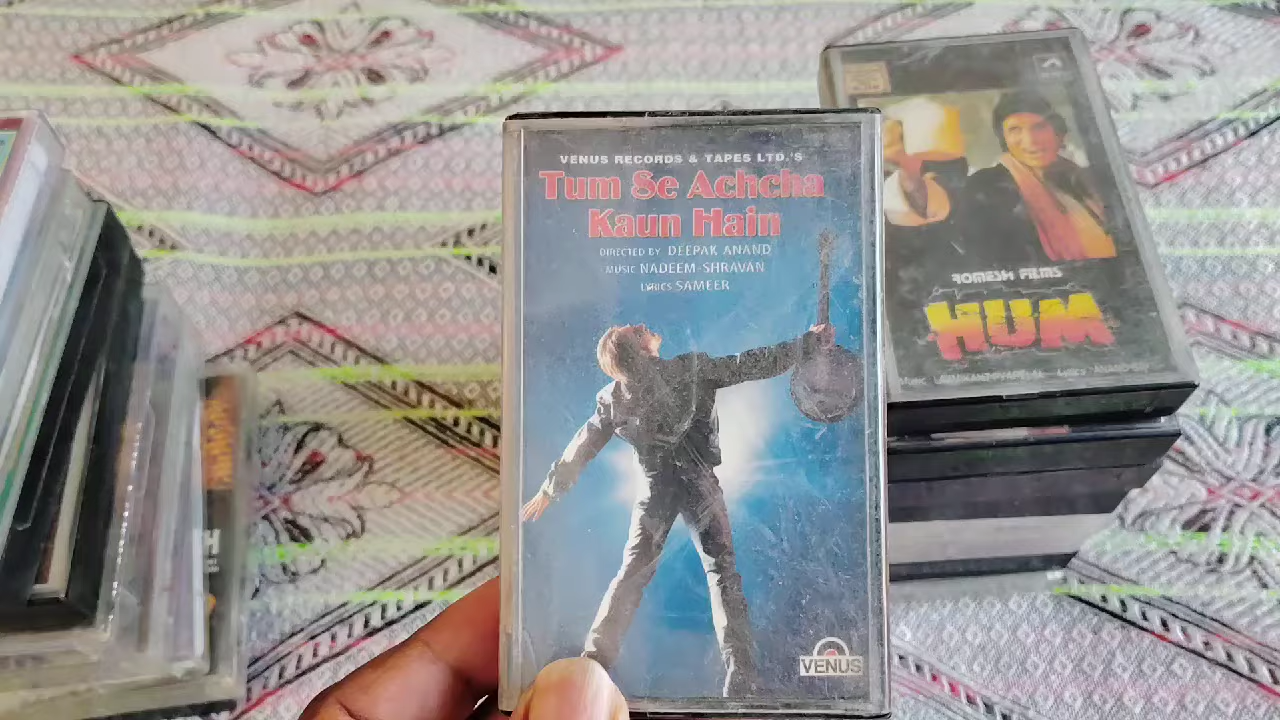 VENUS RECORDS & TAPES LTD.'S
Tum Se Achcha
Kaun Hain
DIRECTED BY DEEPAK ANAND
MUSIC NADEEM-SHRAVAN
LYRICS SAMEER
VENUS
ROMESH FILMS
HUM
Music